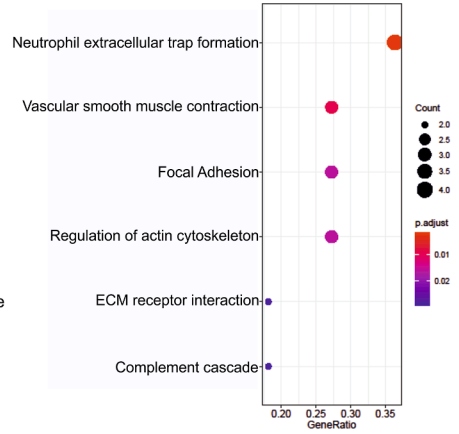 Neutrophil extracellular trap formation
Vascular smooth muscle contraction
Focal Adhesion
Regulation of actin cytoskeleton
e
ECM receptor interaction
Complement cascade
0.20 0.25 0.30 0.35
GeneRatio
Count
2.0
2.5
3.0
3.5
4.0
p.adjust
0.01
0.02